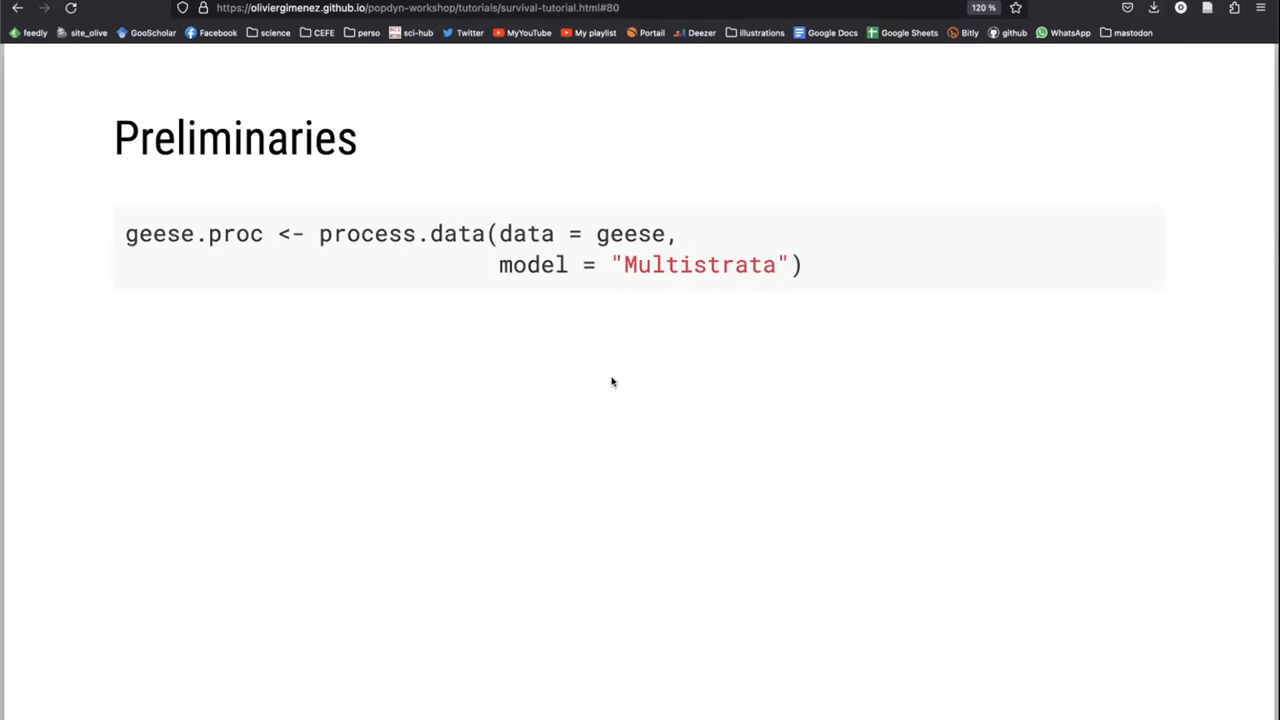 https://oliviergimenez.github.io/popdyn-workshop/tutorials/survival-tutorial.html#80 120 %
feedly site_olive GooScholar Facebook science CEFE perso sci-hub Twitter MyYouTube My playlist Portail Deezer illustrations Google Docs Google Sheets github Bitly WhatsApp mastodon
Preliminaries
geese.proc <- process.data(data = geese,
model = "Multistrata")